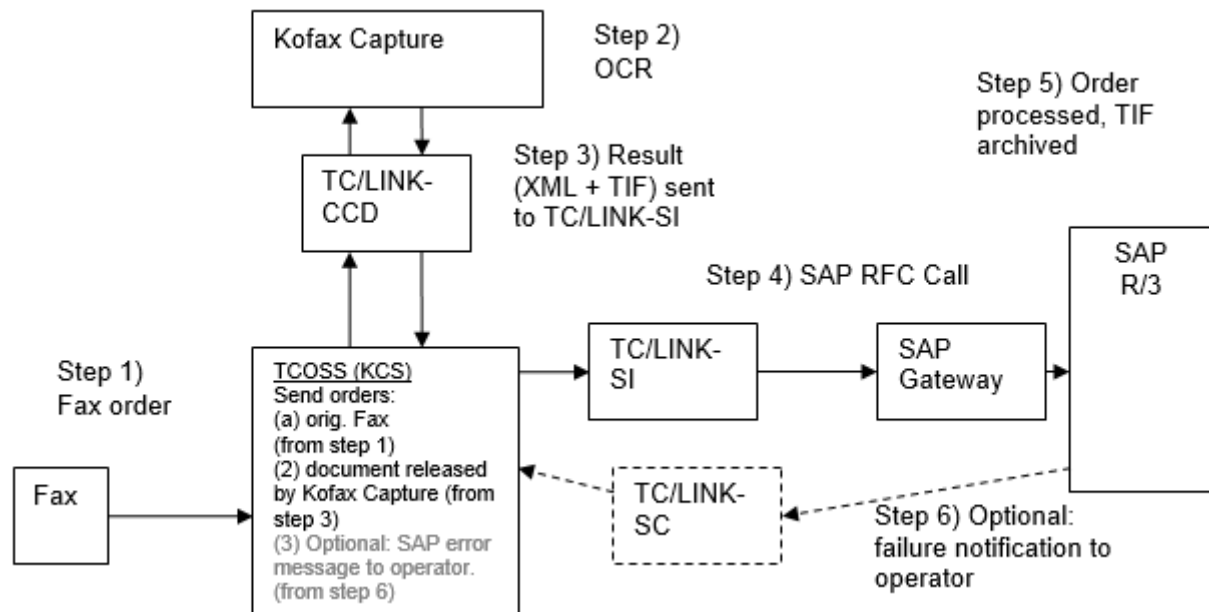 Kofax Capture
Step 2)
OCR
Step 5) Order
processed, TIF
archived
TC/LINK-
CCD
Step 3) Result
(XML + TIF) sent
to TC/LINK-SI
SAP
R/3
Step 4) SAP RFC Call
Step 1)
Fax order
TCOSS (KCS)
Send orders:
(a) orig. Fax
(from step 1)
(2) document released
by Kofax Capture (from
step 3)
(3) Optional: SAP error
message to operator.
(from step 6)
TC/LINK-
SI
SAP
Gateway
Fax
TC/LINK-
SC
Step 6) Optional:
failure notification to
operator